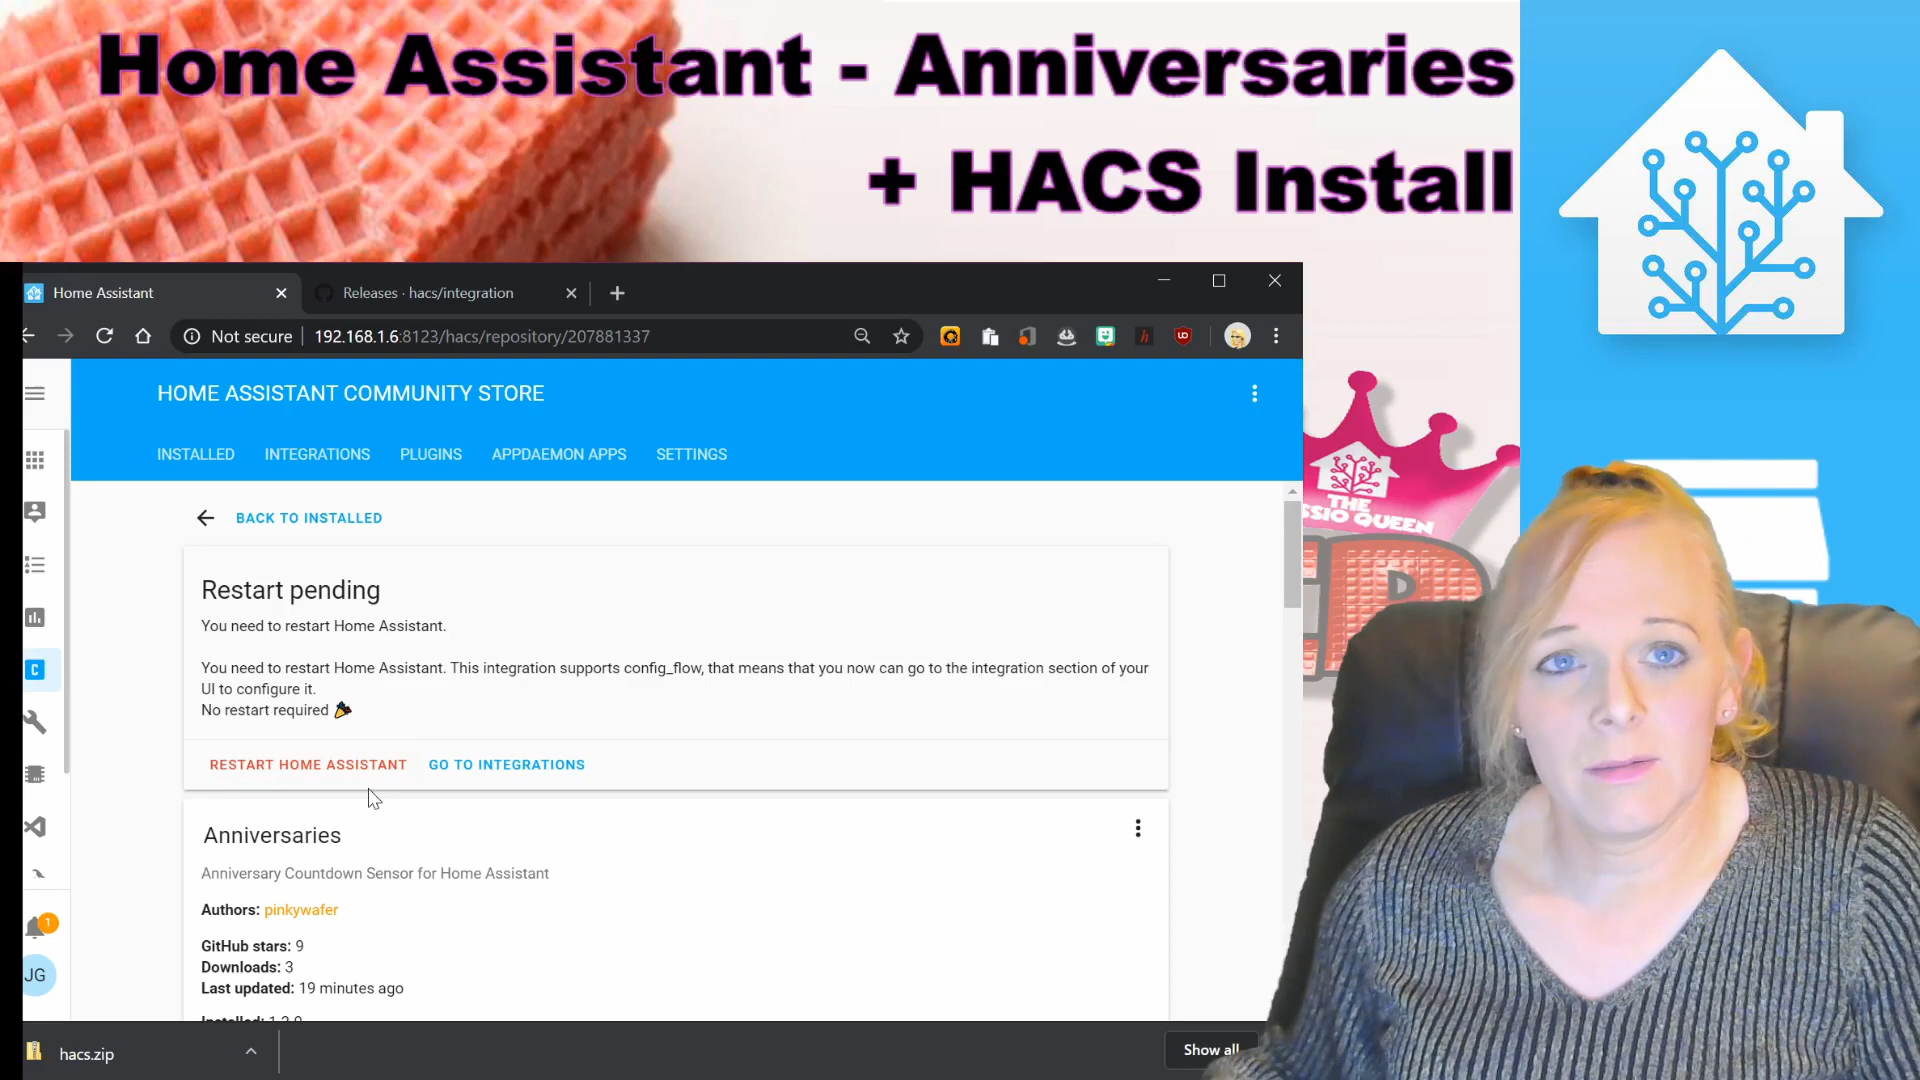 Home Assistant - Anniversaries
+ HACS Install
Home Assistant
Releases · hacs/integration
Not secure
192.168.1.6:8123/hacs/repository/207881337
HOME ASSISTANT COMMUNITY STORE
INSTALLED
INTEGRATIONS
PLUGINS
APPDAEMON APPS
SETTINGS
BACK TO INSTALLED
Restart pending
You need to restart Home Assistant.
You need to restart Home Assistant. This integration supports config_flow, that means that you now can go to the integration section of your
UI to configure it.
No restart required
RESTART HOME ASSISTANT
GO TO INTEGRATIONS
Anniversaries
Anniversary Countdown Sensor for Home Assistant
Authors: pinkywafer
GitHub stars: 9
Downloads: 3
Last updated: 19 minutes ago
C
1
JG
THE
SSIO QUEEN
P
hacs.zip
Show all